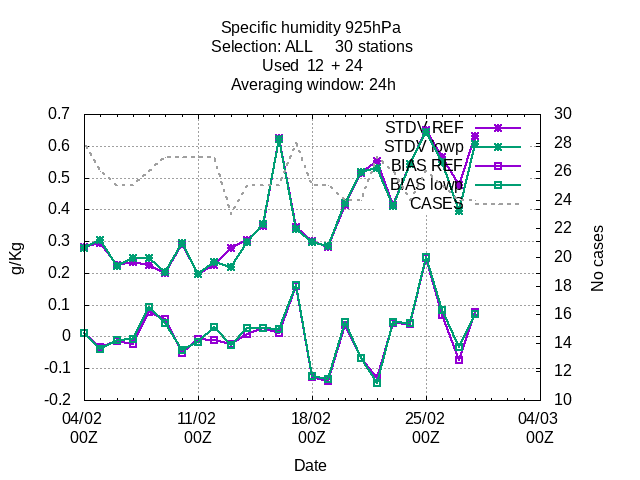 Specific humidity 925hPa
Selection: ALL 30 stations
Used 12 + 24
Averaging window: 24h
STDV REF
STDV lowp
BIAS REF
BIAS lowp
CASES
0.7
0.6
0.5
0.4
0.3
0.2
0.1
0
-0.1
-0.2
g/Kg
30
28
26
24
22
20
18
16
14
12
10
No cases
04/02 11/02 18/02 25/02 04/03
00Z 00Z 00Z 00Z 00Z
Date